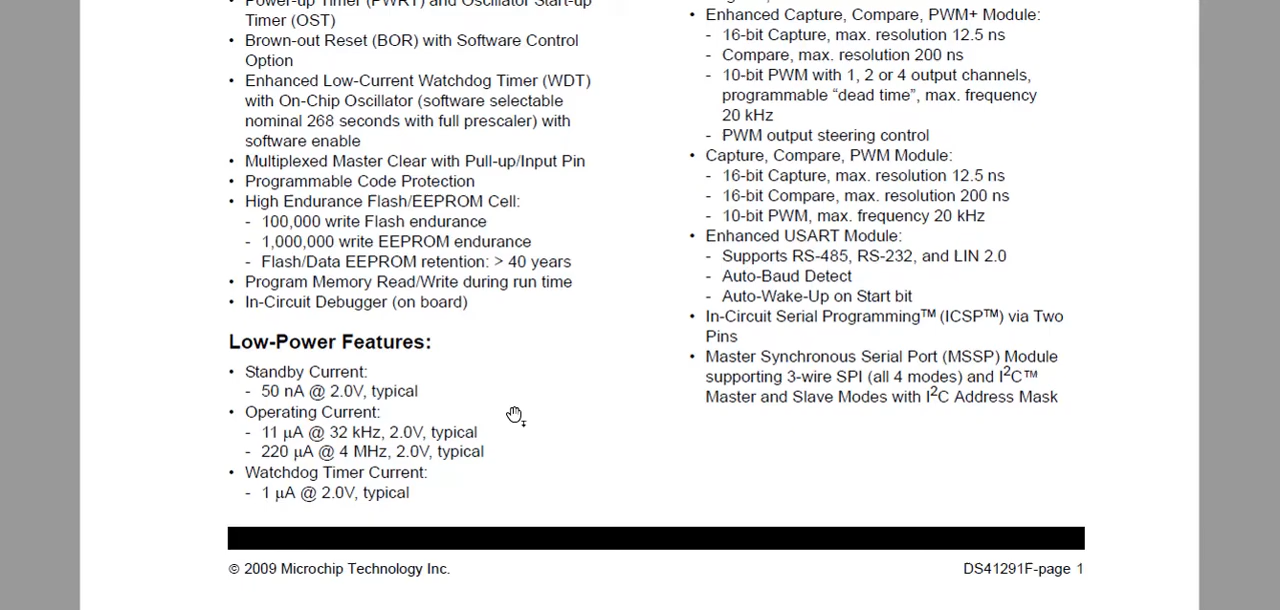 Power-up Timer (PWRT) and Oscillator Start-up
Timer (OST)
• Brown-out Reset (BOR) with Software Control
Option
• Enhanced Low-Current Watchdog Timer (WDT)
with On-Chip Oscillator (software selectable
nominal 268 seconds with full prescaler) with
software enable
• Multiplexed Master Clear with Pull-up/Input Pin
• Programmable Code Protection
• High Endurance Flash/EEPROM Cell:
- 100,000 write Flash endurance
- 1,000,000 write EEPROM endurance
- Flash/Data EEPROM retention: > 40 years
• Program Memory Read/Write during run time
• In-Circuit Debugger (on board)
Low-Power Features:
• Standby Current:
- 50 nA @ 2.0V, typical
• Operating Current:
- 11 μA @ 32 kHz, 2.0V, typical
- 220 μA @ 4 MHz, 2.0V, typical
• Watchdog Timer Current:
- 1 μA @ 2.0V, typical
• Enhanced Capture, Compare, PWM+ Module:
- 16-bit Capture, max. resolution 12.5 ns
- Compare, max. resolution 200 ns
- 10-bit PWM with 1, 2 or 4 output channels,
programmable “dead time”, max. frequency
20 kHz
- PWM output steering control
• Capture, Compare, PWM Module:
- 16-bit Capture, max. resolution 12.5 ns
- 16-bit Compare, max. resolution 200 ns
- 10-bit PWM, max. frequency 20 kHz
• Enhanced USART Module:
- Supports RS-485, RS-232, and LIN 2.0
- Auto-Baud Detect
- Auto-Wake-Up on Start bit
• In-Circuit Serial Programming™ (ICSP™) via Two
Pins
• Master Synchronous Serial Port (MSSP) Module
supporting 3-wire SPI (all 4 modes) and I²C™
Master and Slave Modes with I²C Address Mask
© 2009 Microchip Technology Inc.
DS41291F-page 1